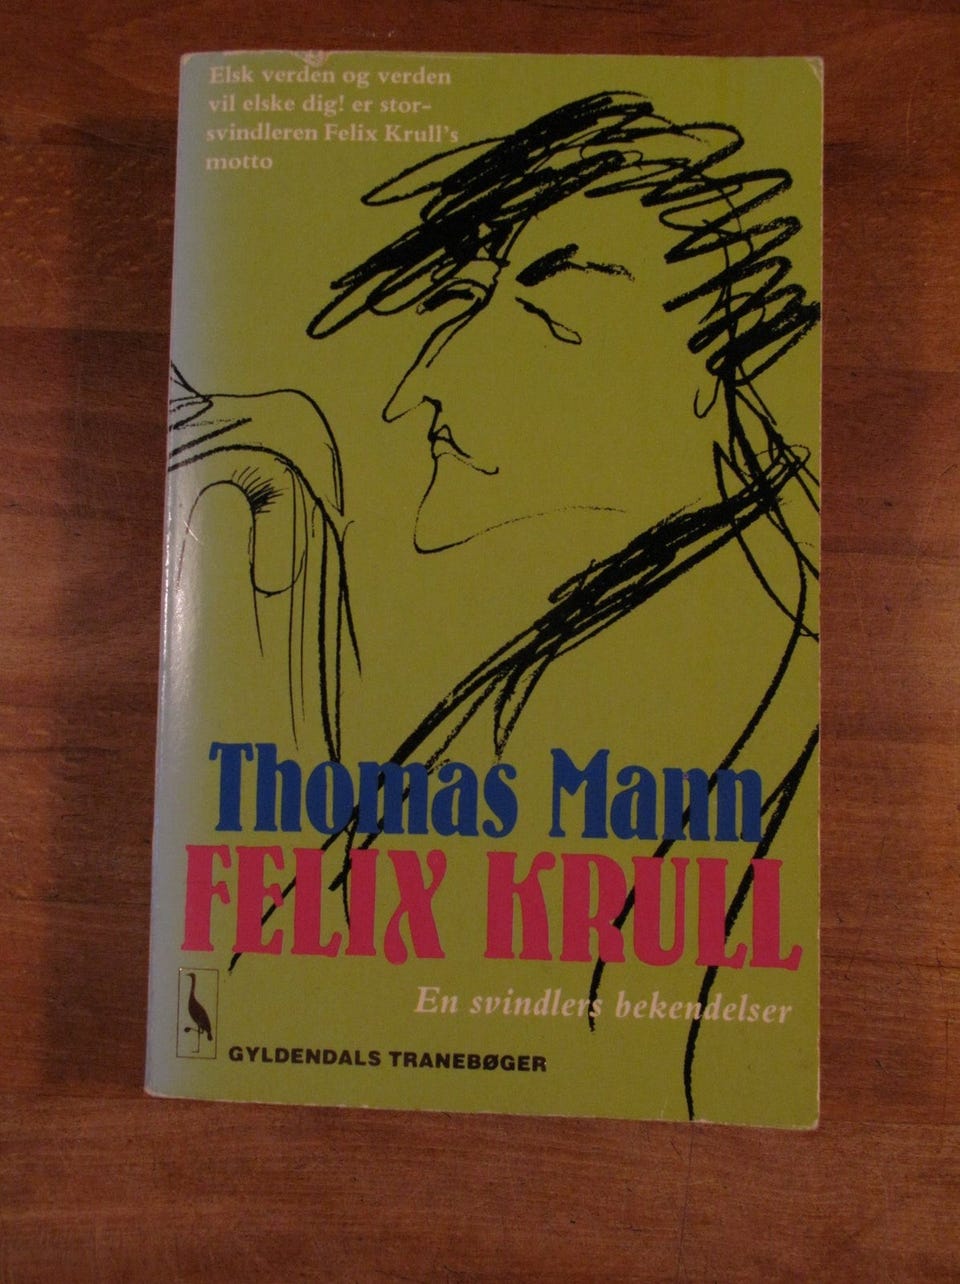 Elsk verden og verden
vil elske dig! er stor-
svindleren Felix Krull's
motto
Thomas Mann
FELIX KRULL
En svindlers bekendelser
GYLDENDALS TRANEBØGER